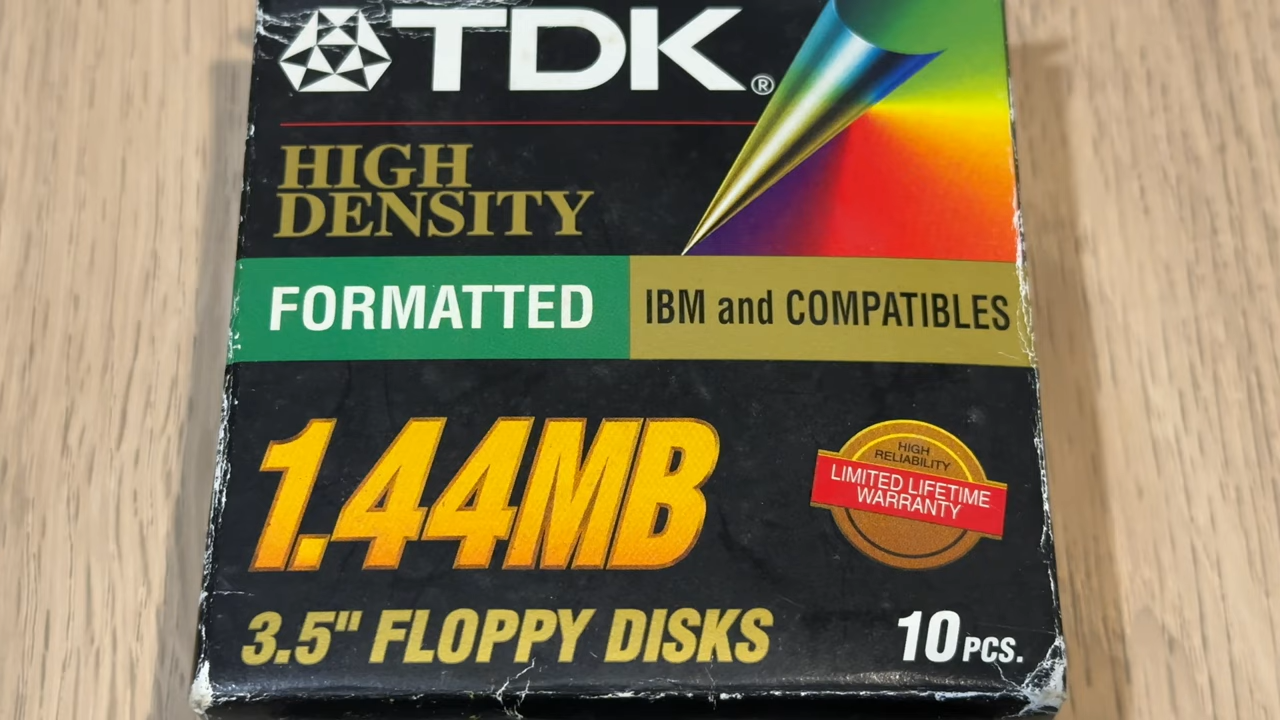 TDK®
HIGH
DENSITY
FORMATTED
IBM and COMPATIBLES
1.44MB
HIGH
RELIABILITY
LIMITED LIFETIME
WARRANTY
3.5" FLOPPY DISKS
10 PCS.